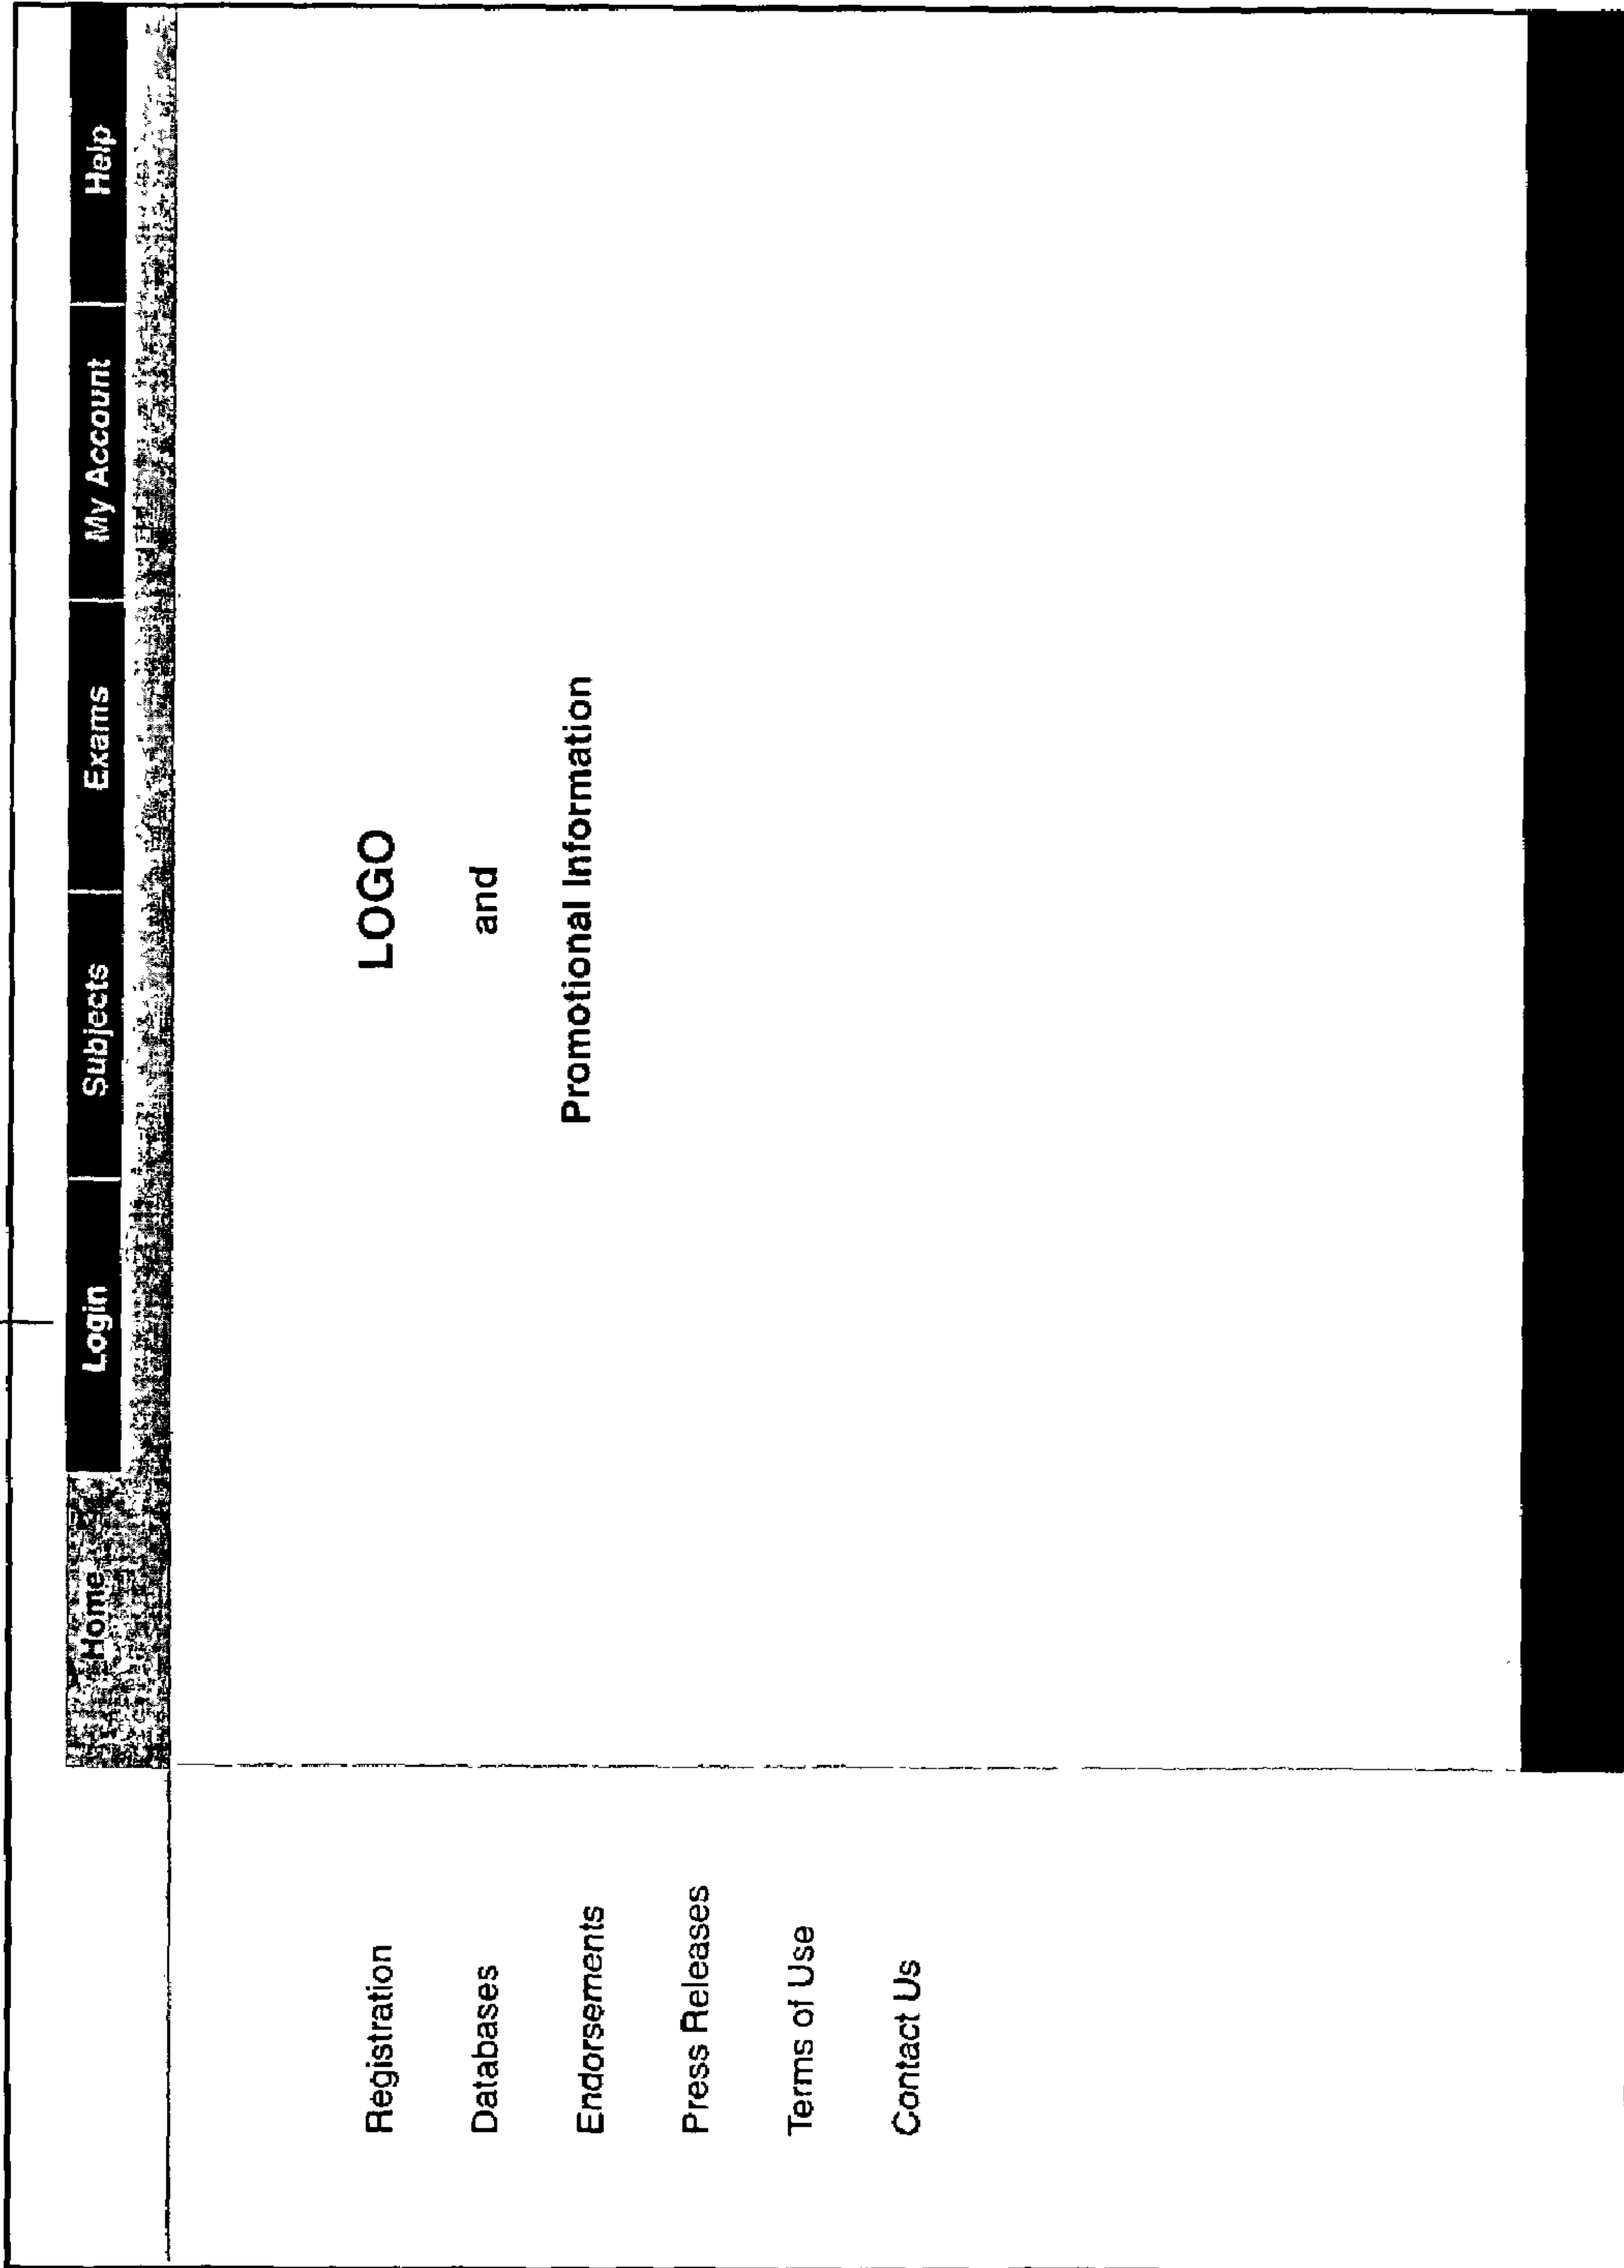 Home Login Subjects Exams My Account Help
Registration
Databases
Endorsements
Press Releases
Terms of Use
Contact Us
LOGO
and
Promotional Information